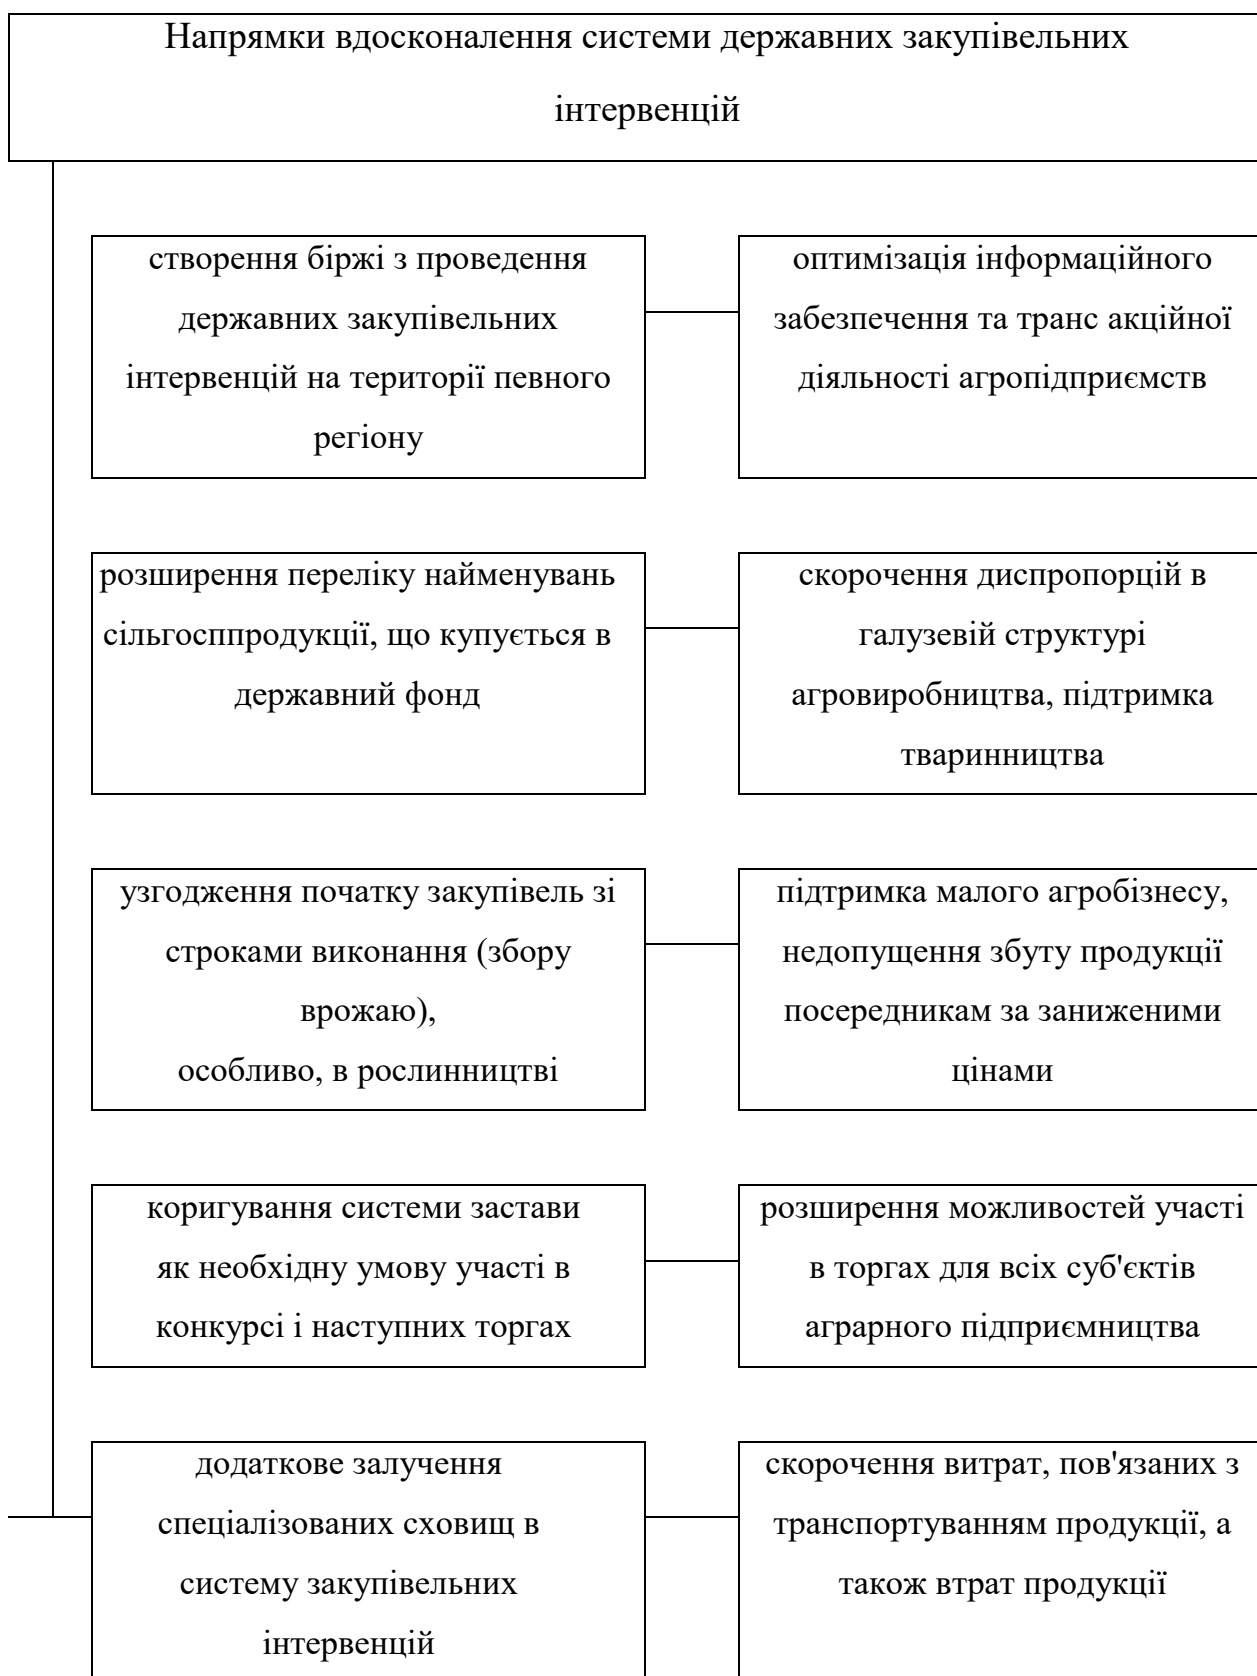 Напрямки вдосконалення системи державних закупівельних
інтервенцій
створення біржі з проведення
державних закупівельних
інтервенцій на території певного
регіону
оптимізація інформаційного
забезпечення та транс акційної
діяльності агропідприємств
розширення переліку найменувань
сільгосппродукції, що купується в
державний фонд
скорочення диспропорцій в
галузевій структурі
агровиробництва, підтримка
тваринництва
узгодження початку закупівель зі
строками виконання (збору
врожаю),
особливо, в рослинництві
підтримка малого агробізнесу,
недопущення збуту продукції
посередникам за заниженими
цінами
коригування системи застави
як необхідну умову участі в
конкурсі і наступних торгах
розширення можливостей участі
в торгах для всіх суб'єктів
аграрного підприємництва
додаткове залучення
спеціалізованих сховищ в
систему закупівельних
інтервенцій
скорочення витрат, пов'язаних з
транспортуванням продукції, а
також втрат продукції